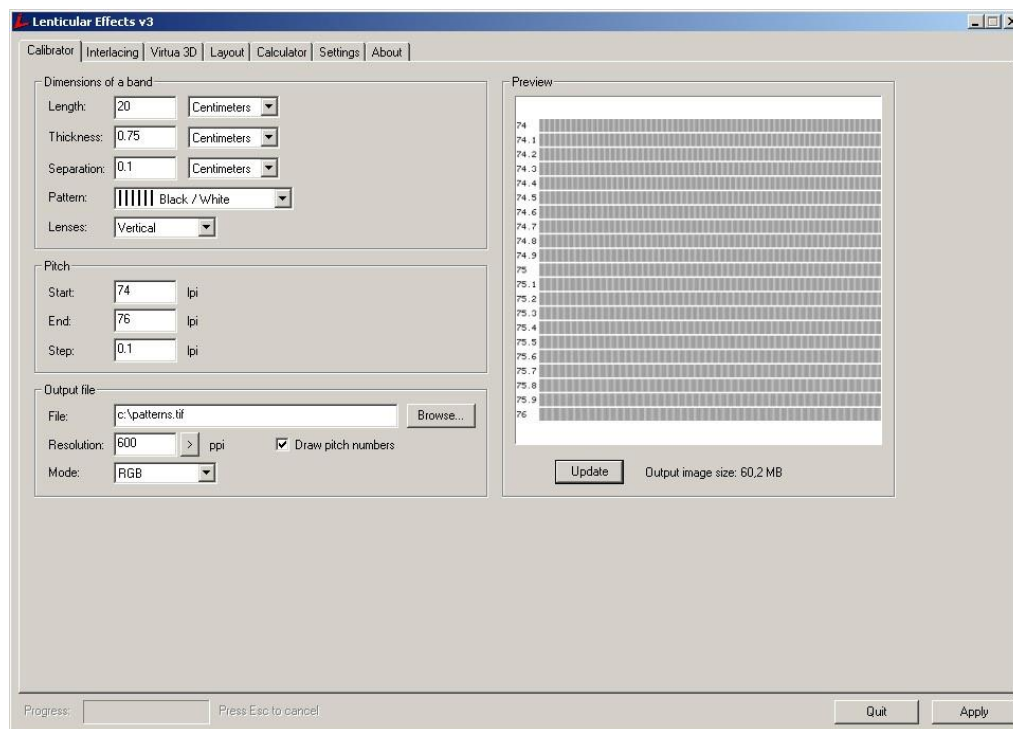 Lenticular Effects v3
Calibrator Interlacing Virtua 3D Layout Calculator Settings About
Dimensions of a band
Length: 20 Centimeters
Thickness: 0.75 Centimeters
Separation: 0.1 Centimeters
Pattern: Black / White
Lenses: Vertical
Pitch
Start: 74 lpi
End: 76 lpi
Step: 0.1 lpi
Output file
File: c:\patterns.tif Browse...
Resolution: 600 > ppi Draw pitch numbers
Mode: RGB
Preview
74
74.1
74.2
74.3
74.4
74.5
74.6
74.7
74.8
74.9
75
75.1
75.2
75.3
75.4
75.5
75.6
75.7
75.8
75.9
76
Update Output image size: 60,2 MB
Progress: Press Esc to cancel
Quit Apply